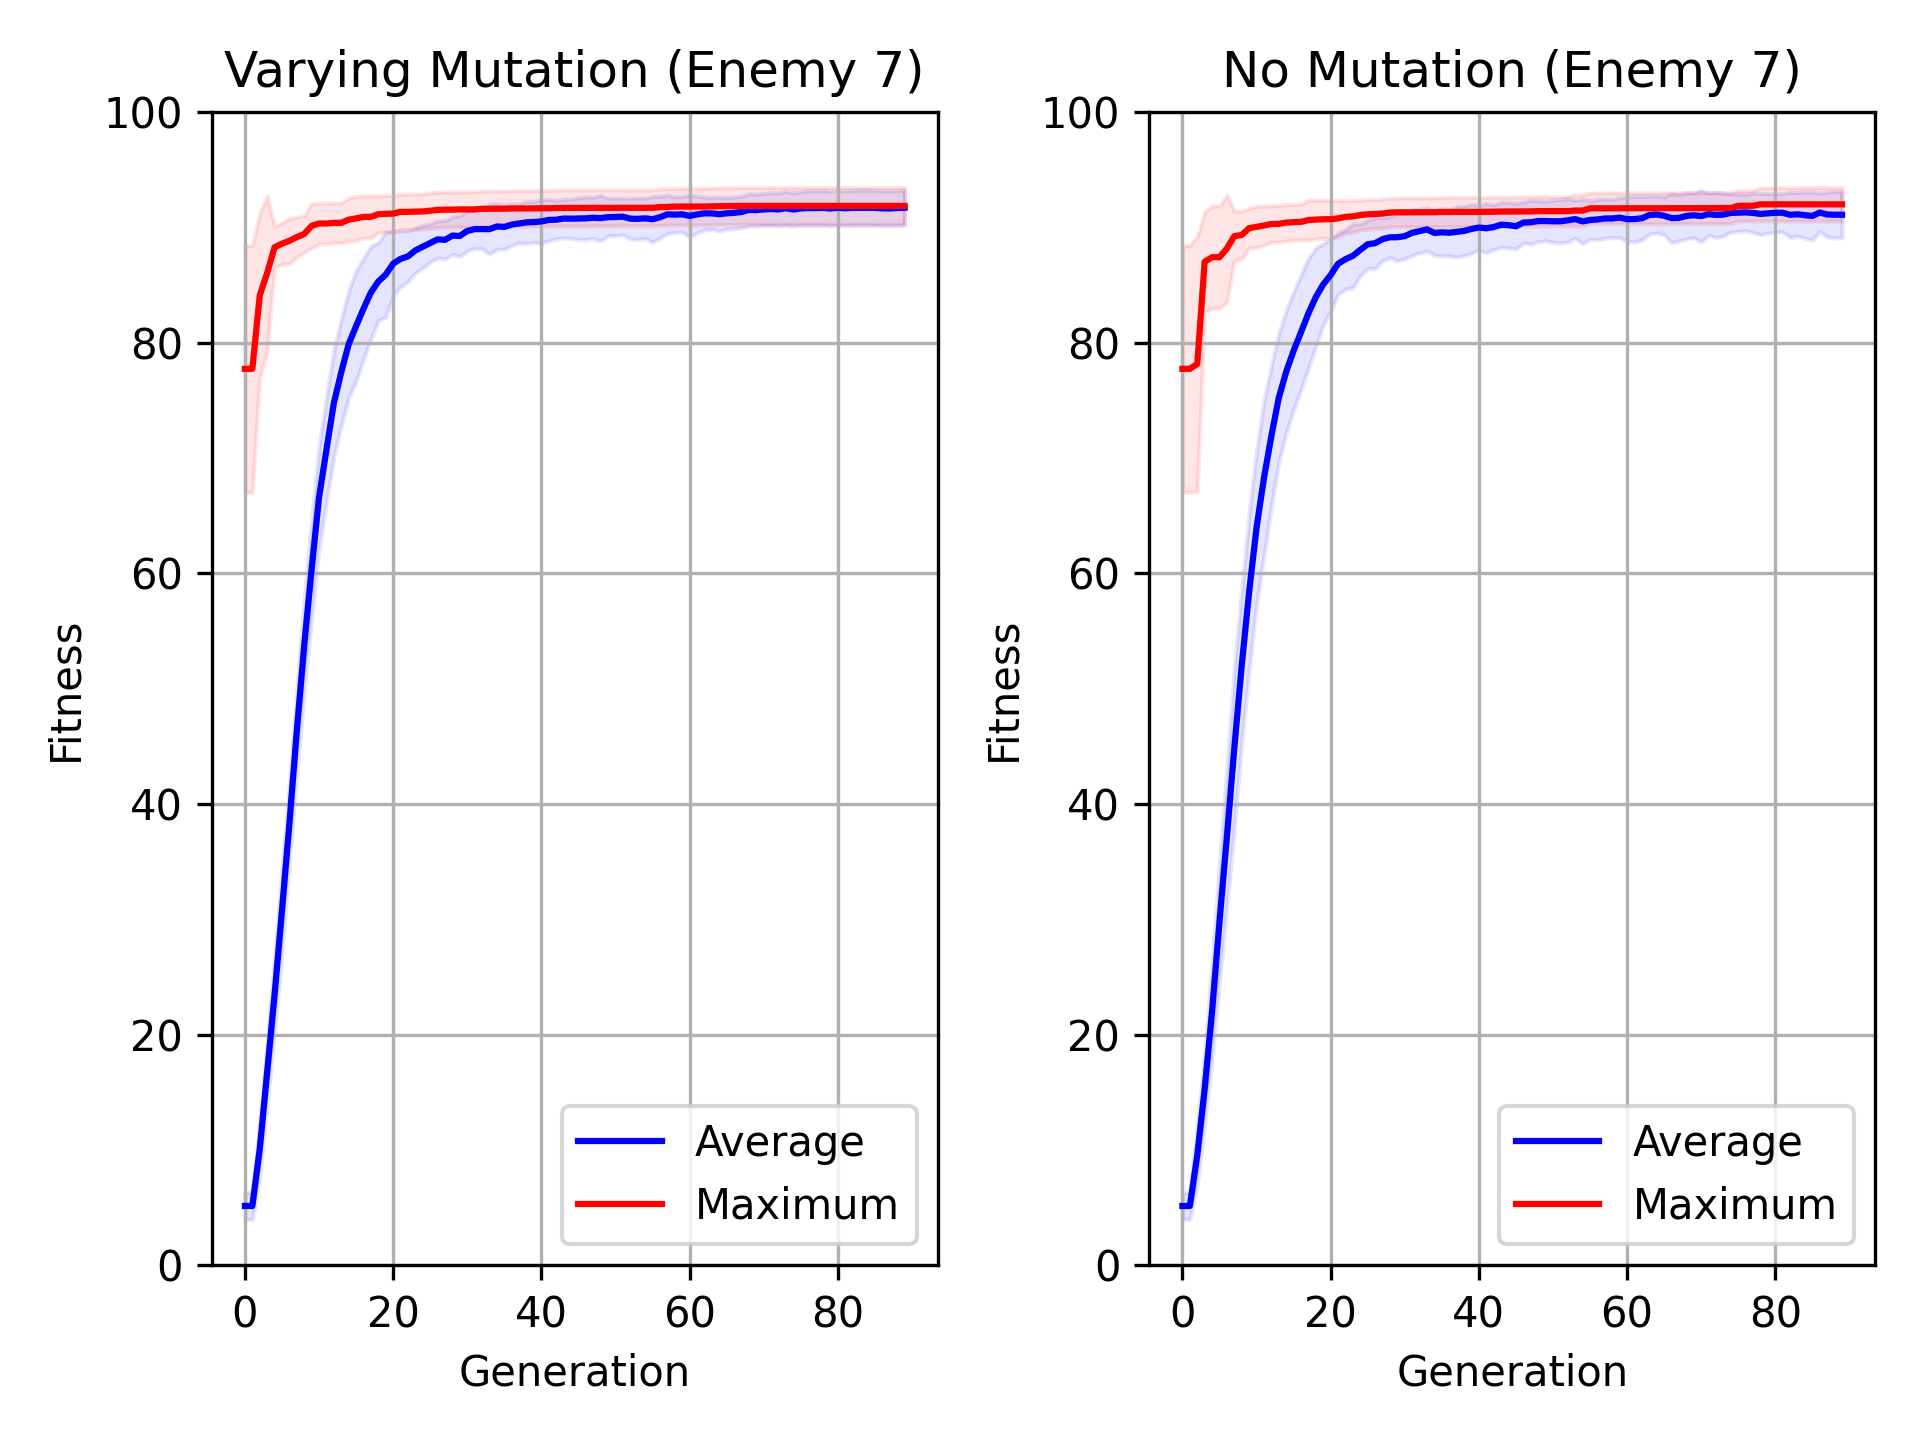 Varying Mutation (Enemy 7)
100
80
60
40
20
0
Fitness
0 20 40 60 80
Generation
Average
Maximum
No Mutation (Enemy 7)
100
80
60
40
20
0
Fitness
0 20 40 60 80
Generation
Average
Maximum